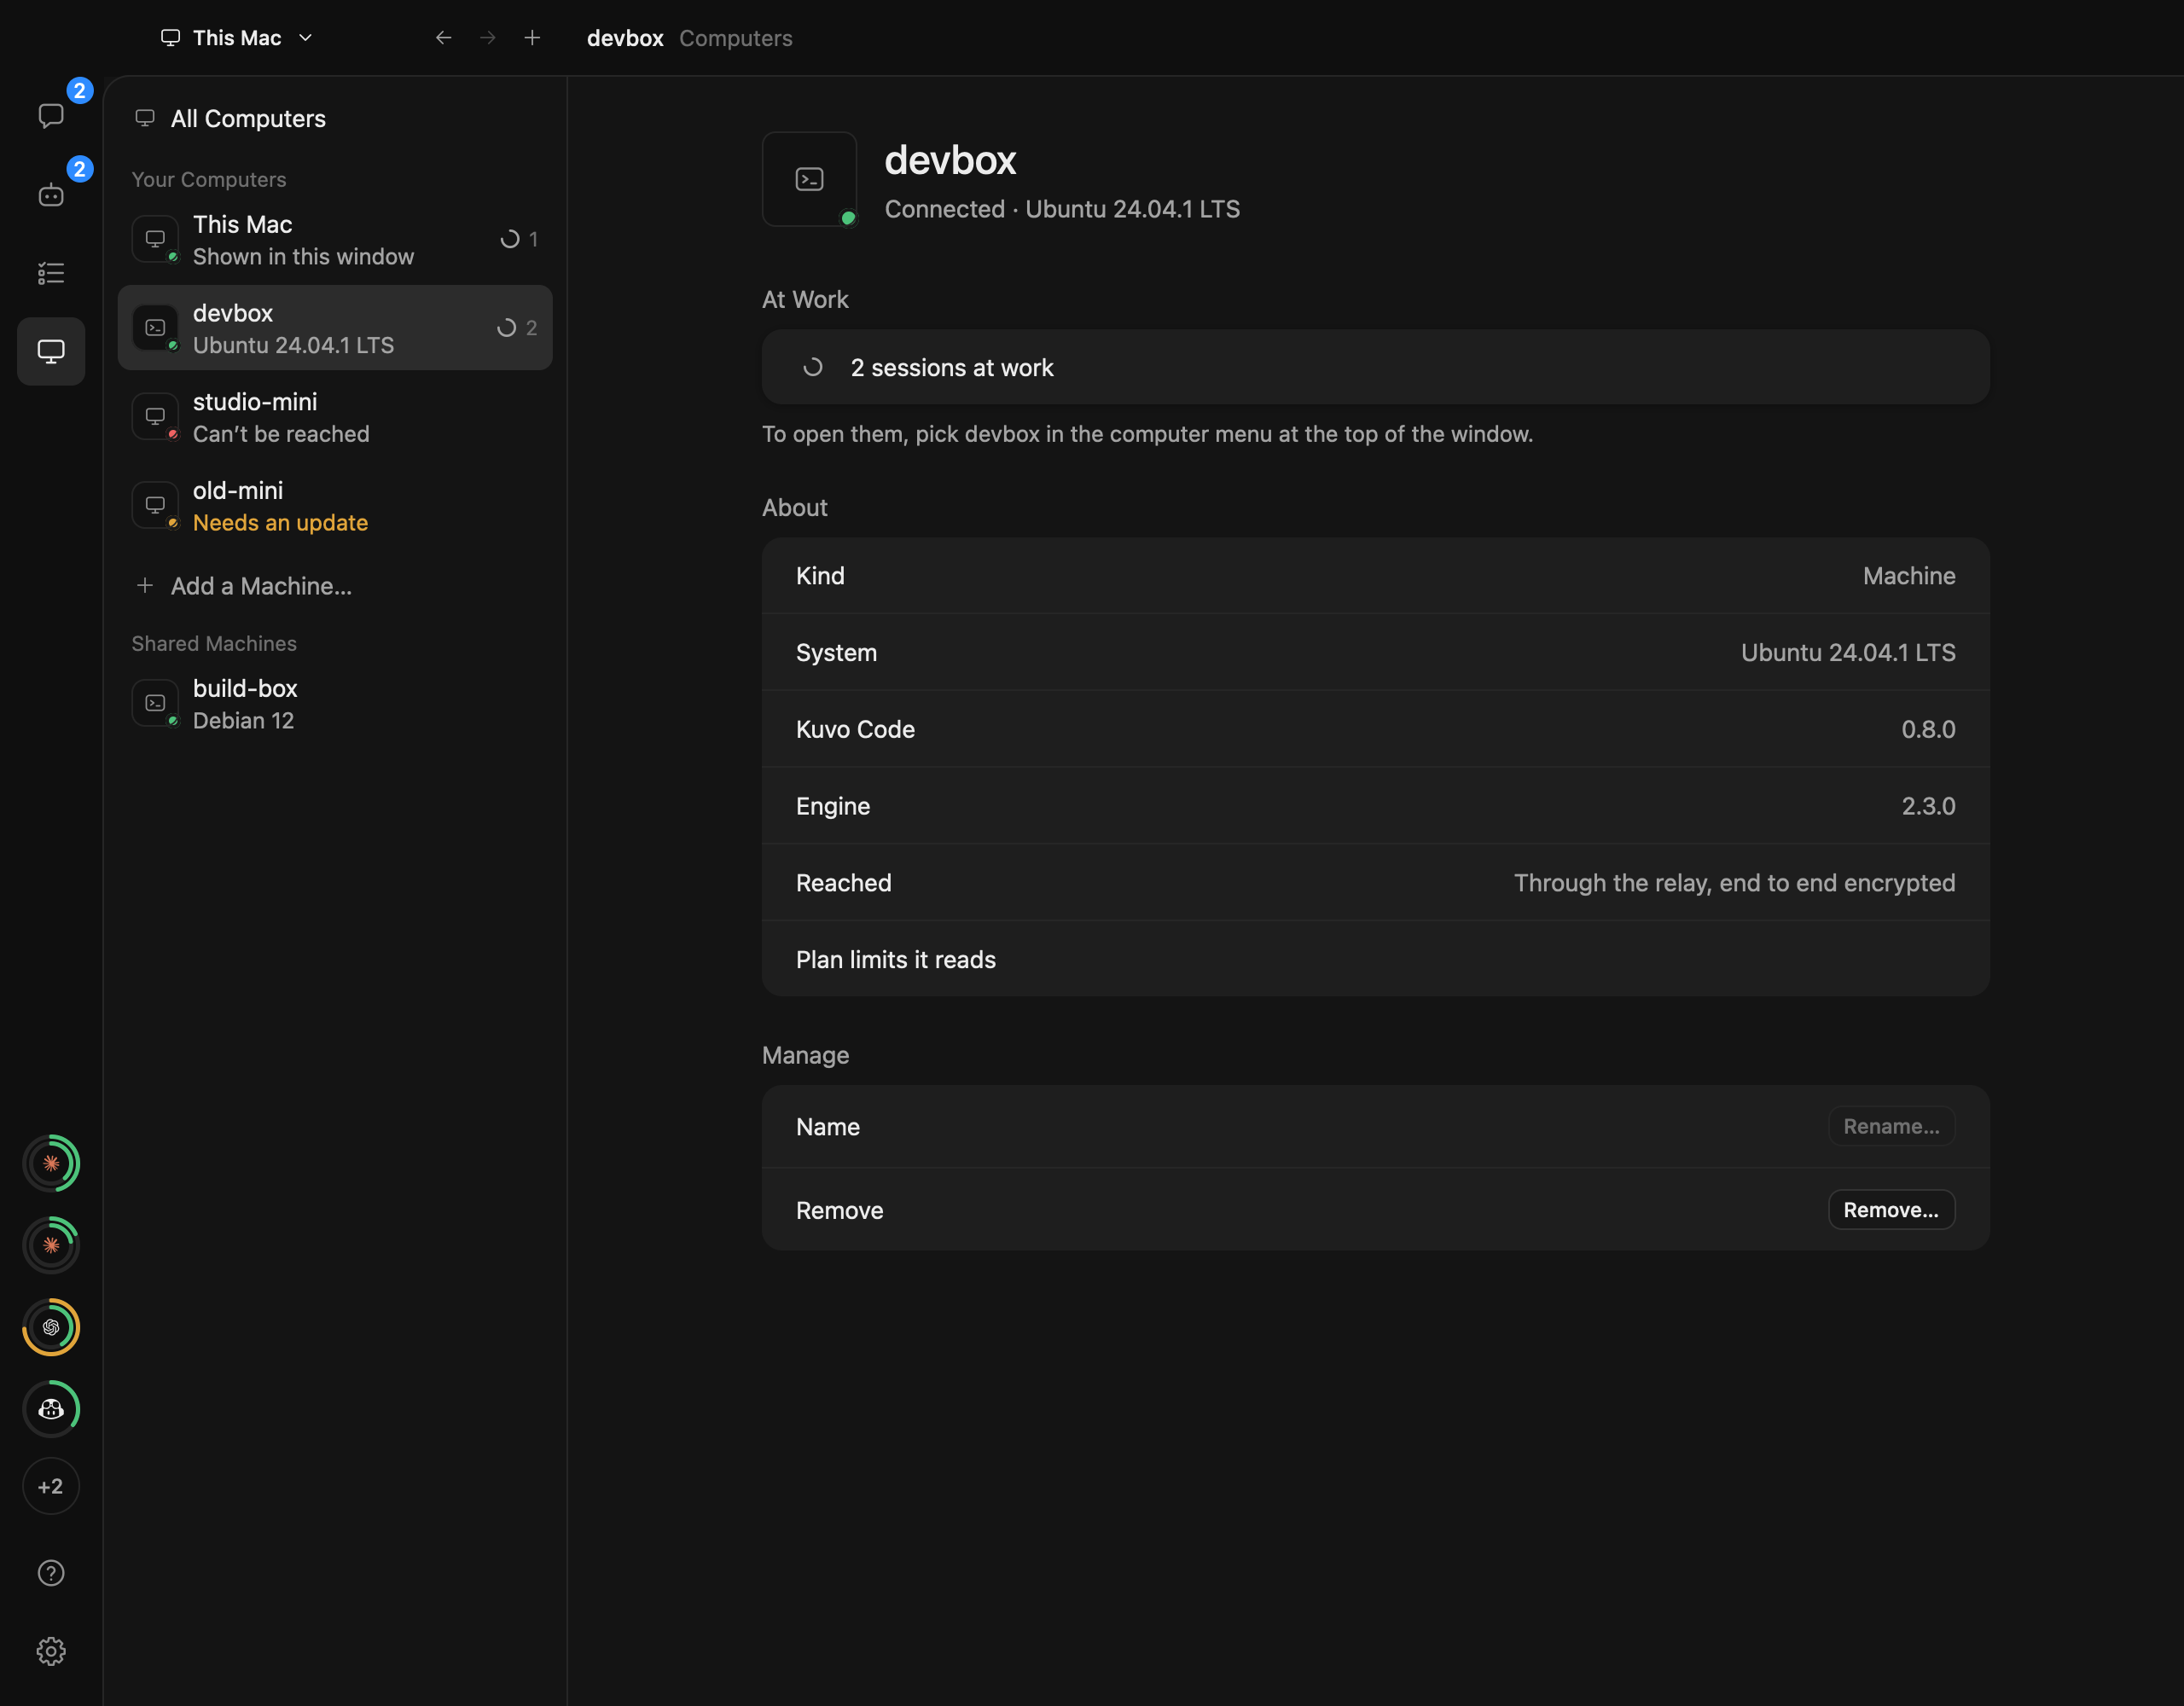 This Mac
devbox Computers
2
2
All Computers
Your Computers
This Mac
Shown in this window
1
devbox
Ubuntu 24.04.1 LTS
2
studio-mini
Can’t be reached
old-mini
Needs an update
Add a Machine...
Shared Machines
build-box
Debian 12
+2
devbox
Connected · Ubuntu 24.04.1 LTS
At Work
2 sessions at work
To open them, pick devbox in the computer menu at the top of the window.
About
Kind Machine
System Ubuntu 24.04.1 LTS
Kuvo Code 0.8.0
Engine 2.3.0
Reached Through the relay, end to end encrypted
Plan limits it reads
Manage
Name Rename...
Remove Remove...